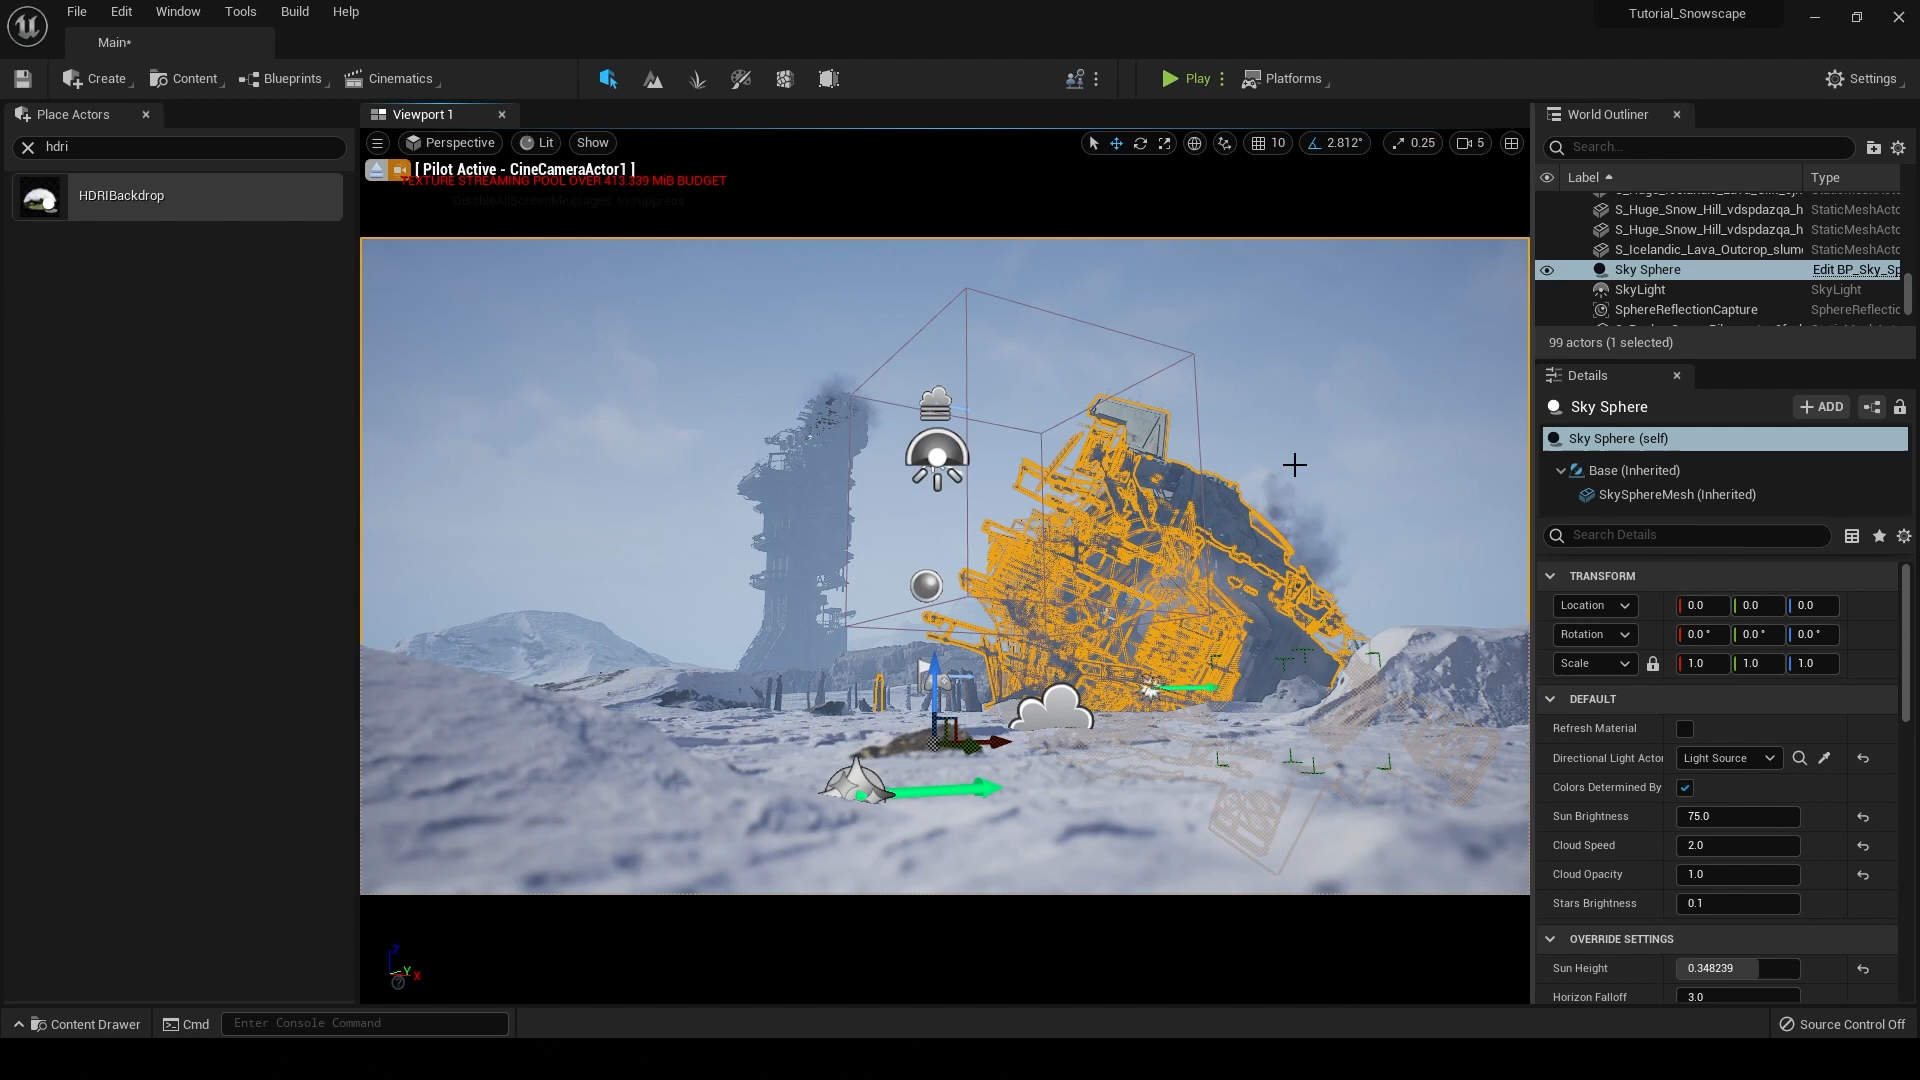 File Edit Window Tools Build Help
Tutorial_Snowscape
Main*
Create Content Blueprints Cinematics Play Platforms Settings
Place Actors
hdri
HDRIBackdrop
Viewport 1
Perspective Lit Show
10 2.812° 0.25 5
[ Pilot Active - CineCameraActor1 ]
TEXTURE STREAMING POOL OVER 413.339 MiB BUDGET
'DisableAllScreenMessages' to suppress
Z
Y
X
World Outliner
Search...
Label Type
S_Huge_Snow_Hill_vdspdazqa_h StaticMeshActo
S_Huge_Snow_Hill_vdspdazqa_h StaticMeshActo
S_Icelandic_Lava_Outcrop_slum StaticMeshActo
Sky Sphere Edit BP_Sky_Sp
SkyLight SkyLight
SphereReflectionCapture SphereReflectio
99 actors (1 selected)
Details
Sky Sphere
ADD
Sky Sphere (self)
Base (Inherited)
SkySphereMesh (Inherited)
Search Details
TRANSFORM
Location 0.0 0.0 0.0
Rotation 0.0 ° 0.0 ° 0.0 °
Scale 1.0 1.0 1.0
DEFAULT
Refresh Material
Directional Light Actor Light Source
Colors Determined By
Sun Brightness 75.0
Cloud Speed 2.0
Cloud Opacity 1.0
Stars Brightness 0.1
OVERRIDE SETTINGS
Sun Height 0.348239
Horizon Falloff 3.0
Content Drawer Cmd Enter Console Command
Source Control Off